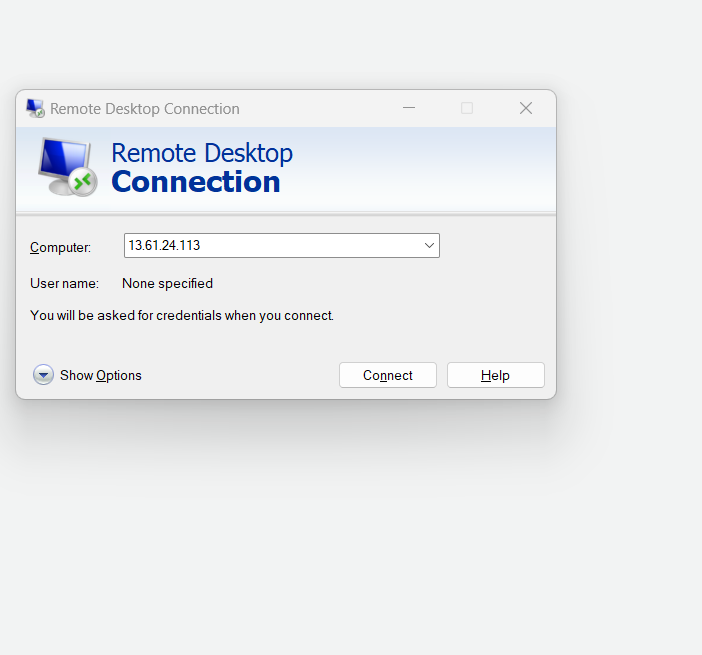 Remote Desktop Connection
Remote Desktop
Connection
Computer: 13.61.24.113
User name: None specified
You will be asked for credentials when you connect.
Show Options Connect Help